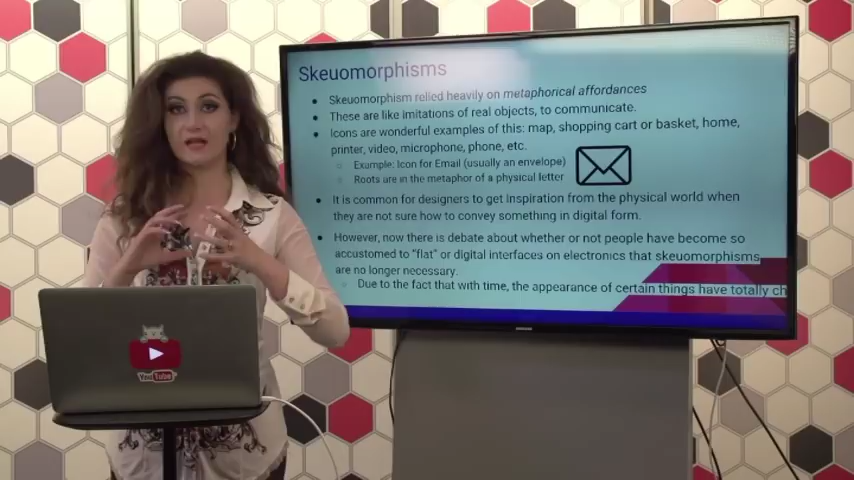 Skeuomorphisms
• Skeuomorphism relied heavily on metaphorical affordances
• These are like imitations of real objects, to communicate.
• Icons are wonderful examples of this: map, shopping cart or basket, home,
printer, video, microphone, phone, etc.
○ Example: Icon for Email (usually an envelope)
○ Roots are in the metaphor of a physical letter
• It is common for designers to get Inspiration from the physical world when
they are not sure how to convey something in digital form.
• However, now there is debate about whether or not people have become so
accustomed to "flat" or digital interfaces on electronics that skeuomorphisms
are no longer necessary.
○ Due to the fact that with time, the appearance of certain things have totally ch
YouTube